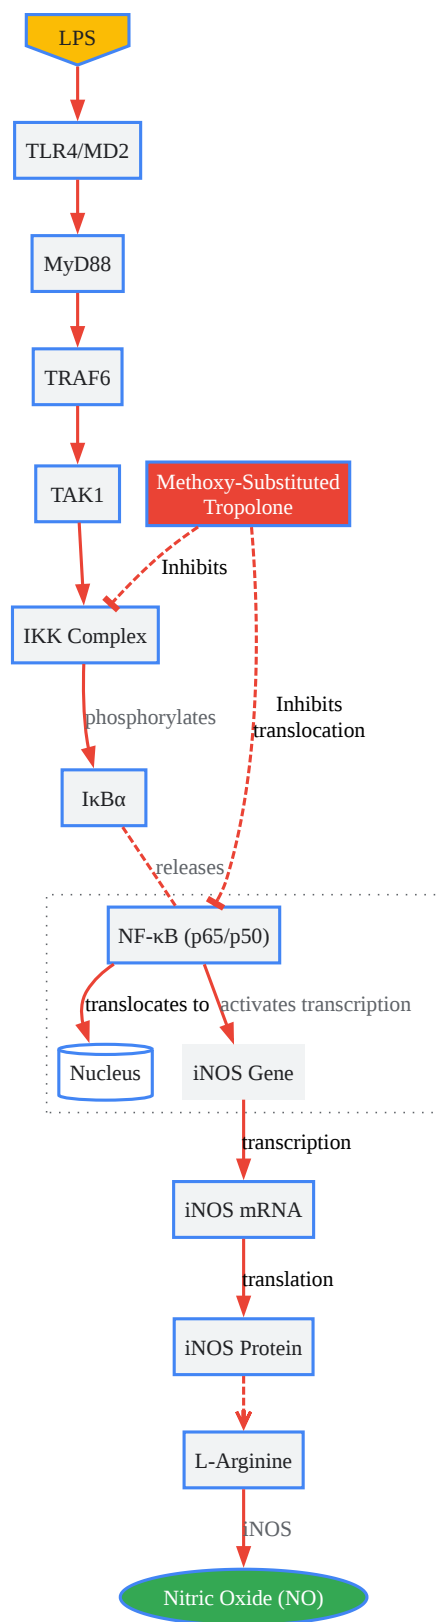 LPS
TLR4/MD2
MyD88
TRAF6
TAK1
Methoxy-Substituted
Tropolone
Inhibits
IKK Complex
phosphorylates
Inhibits
translocation
IκBα
releases
NF-κB (p65/p50)
translocates to
activates transcription
Nucleus
iNOS Gene
transcription
iNOS mRNA
translation
iNOS Protein
L-Arginine
iNOS
Nitric Oxide (NO)